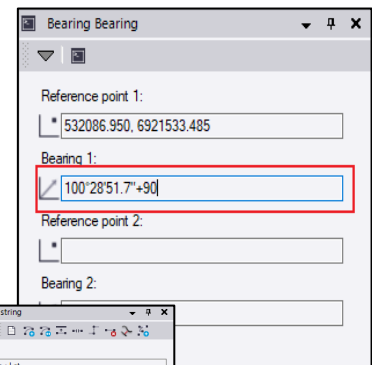 Bearing Bearing
Reference point 1:
532086.950, 6921533.485
Bearing 1:
100°28'51.7"+90
Reference point 2:
Bearing 2:
string